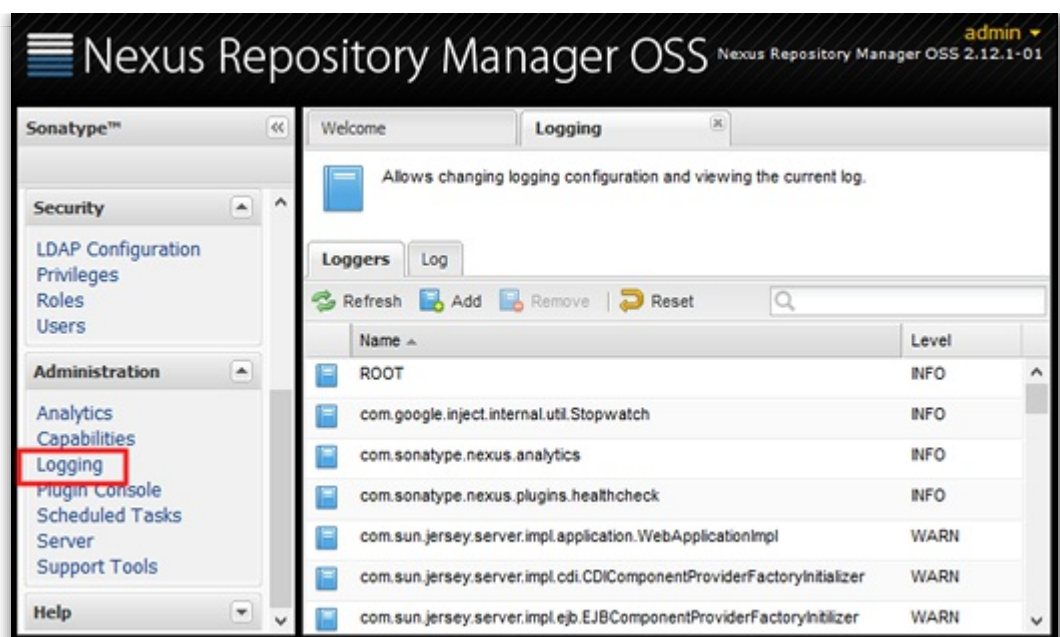 Nexus Repository Manager OSS
admin
Nexus Repository Manager OSS 2.12.1-01
Sonatype™
Security
LDAP Configuration
Privileges
Roles
Users
Administration
Analytics
Capabilities
Logging
Plugin Console
Scheduled Tasks
Server
Support Tools
Help
Welcome
Logging
Allows changing logging configuration and viewing the current log.
Loggers
Log
Refresh Add Remove Reset
Name Level
ROOT INFO
com.google.inject.internal.util.Stopwatch INFO
com.sonatype.nexus.analytics INFO
com.sonatype.nexus.plugins.healthcheck INFO
com.sun.jersey.server.impl.application.WebApplicationImpl WARN
com.sun.jersey.server.impl.cdi.CDIComponentProviderFactoryInitializer WARN
com.sun.jersey.server.impl.ejb.EJBComponentProviderFactoryInitilizer WARN